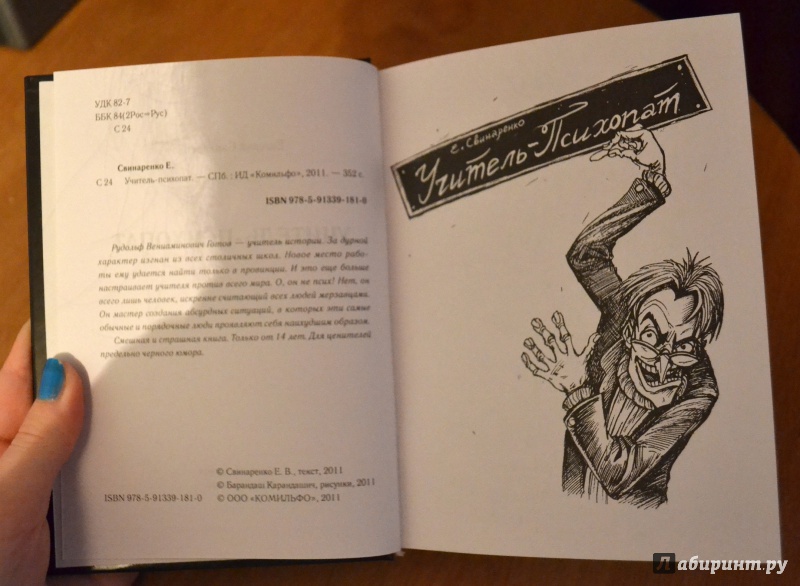 УДК 82-7
ББК 84(2Рос=Рус)
С 24
Свинаренко Е.
С 24 Учитель-психопат. — СПб. : ИД «Комильфо», 2011. — 352 с.
ISBN 978-5-91339-181-0
Рудольф Вениаминович Готов — учитель истории. За дурной
характер изгнан из всех столичных школ. Новое место рабо-
ты ему удается найти только в провинции. И это еще больше
настраивает учителя против всего мира. О, он не псих! Нет, он
всего лишь человек, искренне считающий всех людей мерзавцами.
Он мастер создания абсурдных ситуаций, в которых эти самые
обычные и порядочные люди проявляют себя наихудшим образом.
Смешная и страшная книга. Только от 14 лет. Для ценителей
предельно черного юмора.
© Свинаренко Е. В., текст, 2011
© Барандаш Карандашич, рисунки, 2011
ISBN 978-5-91339-181-0 © ООО «КОМИЛЬФО», 2011
Е. Свинаренко
Учитель-Психопат
Лабиринт.ру